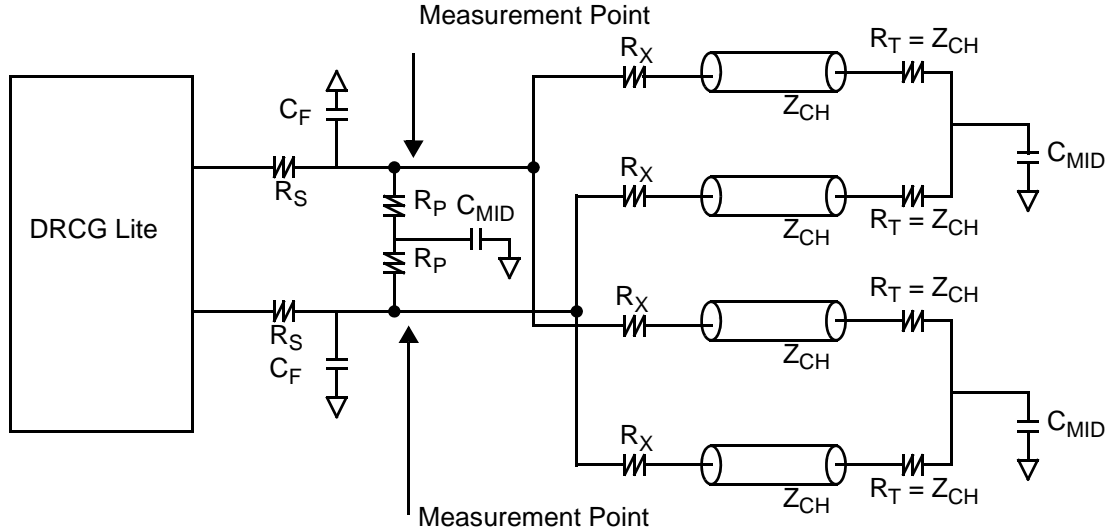 Measurement Point
R_X
R_T = Z_CH
Z_CH
C_F
R_S
C_MID
R_X
R_P
C_MID
Z_CH
R_T = Z_CH
DRCG Lite
R_P
R_X
R_T = Z_CH
R_S
Z_CH
C_F
C_MID
R_X
Z_CH
R_T = Z_CH
Measurement Point